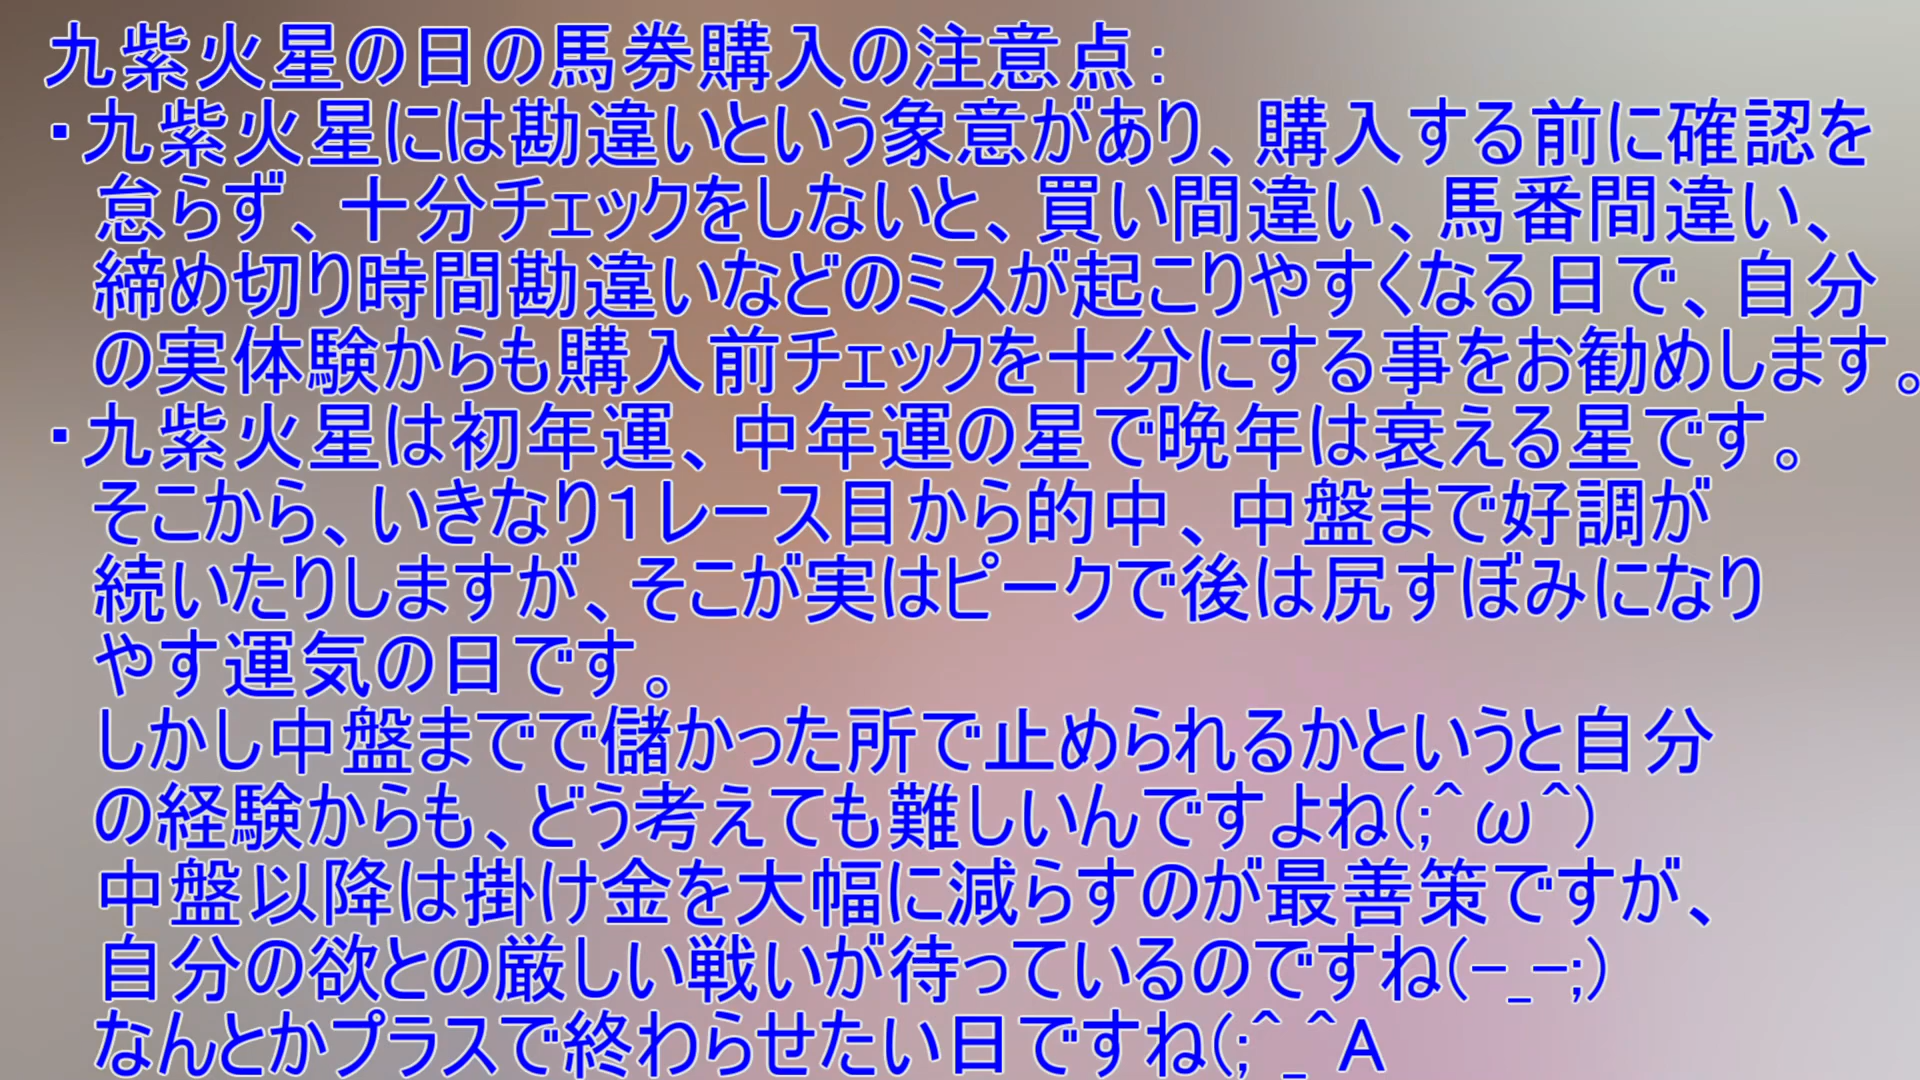 九紫火星の日の馬券購入の注意点：
・九紫火星には勘違いという象意があり、購入する前に確認を
怠らず、十分チェックをしないと、買い間違い、馬番間違い、
締め切り時間勘違いなどのミスが起こりやすくなる日で、自分
の実体験からも購入前チェックを十分にする事をお勧めします。
・九紫火星は初年運、中年運の星で晩年は衰える星です。
そこから、いきなり1レース目から的中、中盤まで好調が
続いたりしますが、そこが実はピークで後は尻すぼみになり
やす運気の日です。
しかし中盤までで儲かった所で止められるかというと自分
の経験からも、どう考えても難しいんですよね(;^ω^)
中盤以降は掛け金を大幅に減らすのが最善策ですが、
自分の欲との厳しい戦いが待っているのですね(-_-;)
なんとかプラスで終わらせたい日ですね(;^_^A